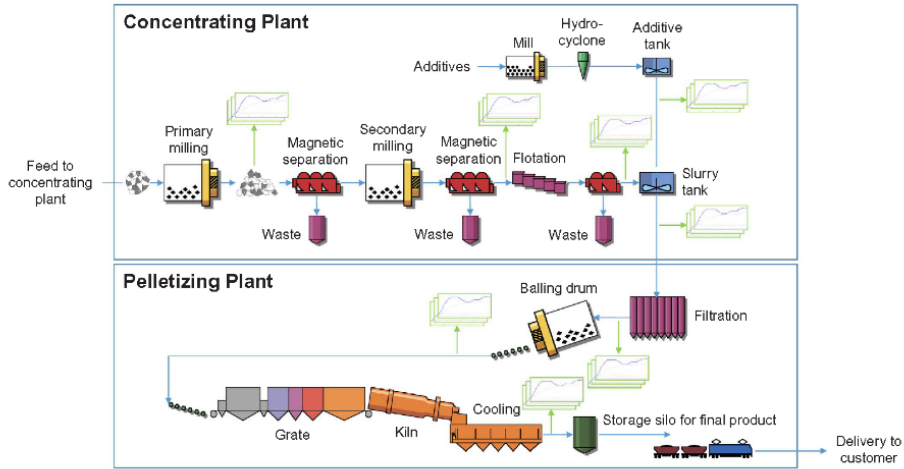 Concentrating Plant
Hydro-
cyclone
Additive
tank
Mill
Additives
Primary
milling
Magnetic
separation
Secondary
milling
Magnetic
separation
Flotation
Feed to
concentrating
plant
Slurry
tank
Waste
Waste
Waste
Pelletizing Plant
Balling drum
Filtration
Cooling
Storage silo for final product
Grate
Kiln
Delivery to
customer